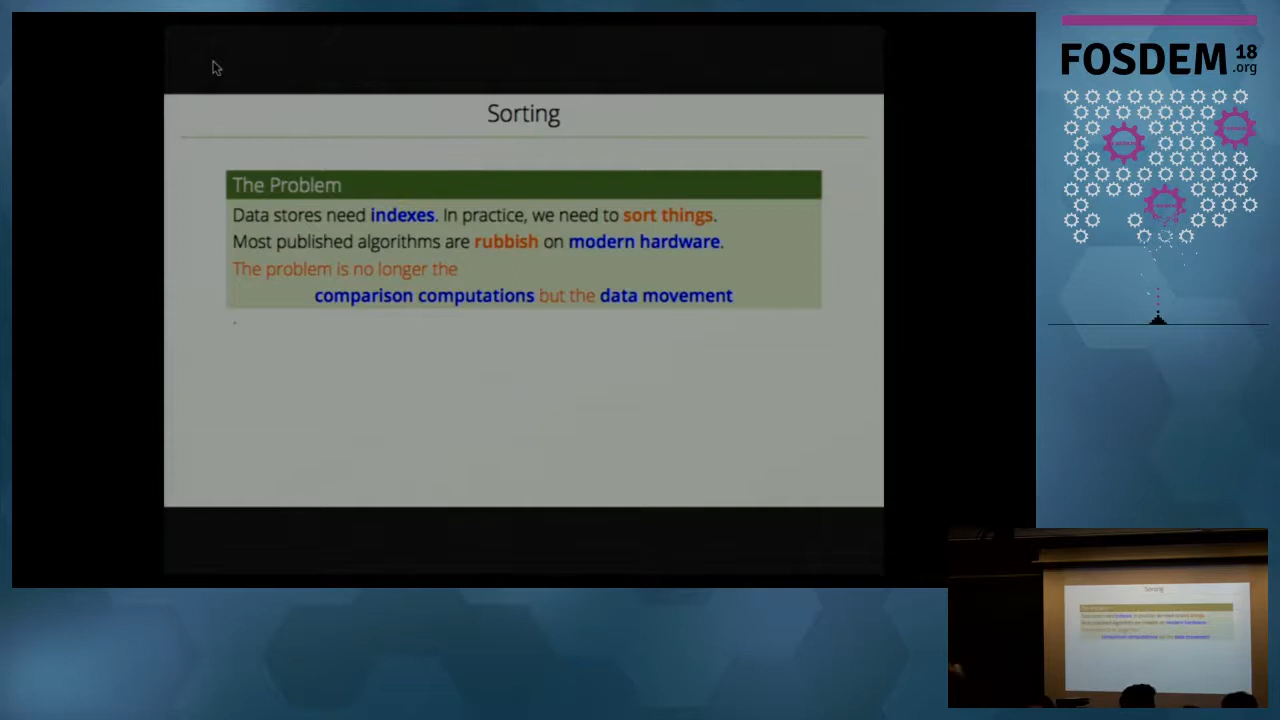 Sorting
The Problem
Data stores need indexes. In practice, we need to sort things.
Most published algorithms are rubbish on modern hardware.
The problem is no longer the
comparison computations but the data movement
FOSDEM 18
.org
Sorting